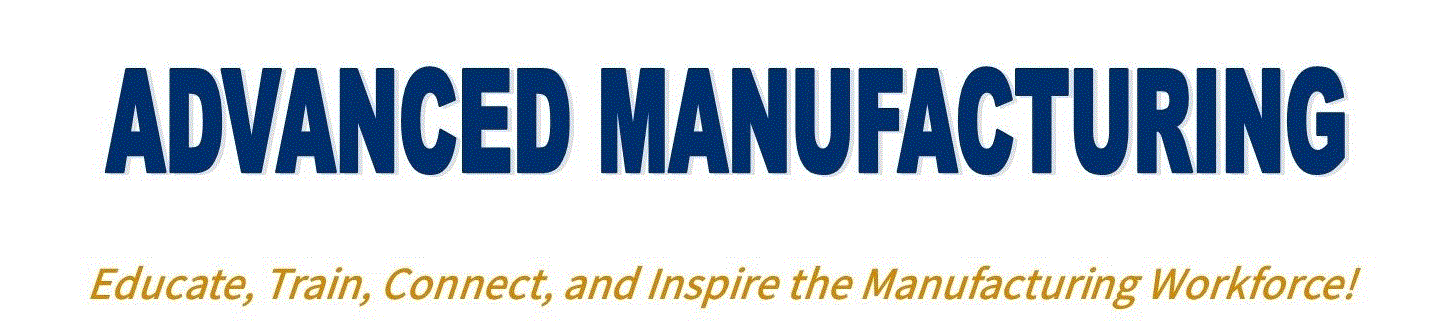 ADVANCED MANUFACTURING
Educate, Train, Connect, and Inspire the Manufacturing Workforce!